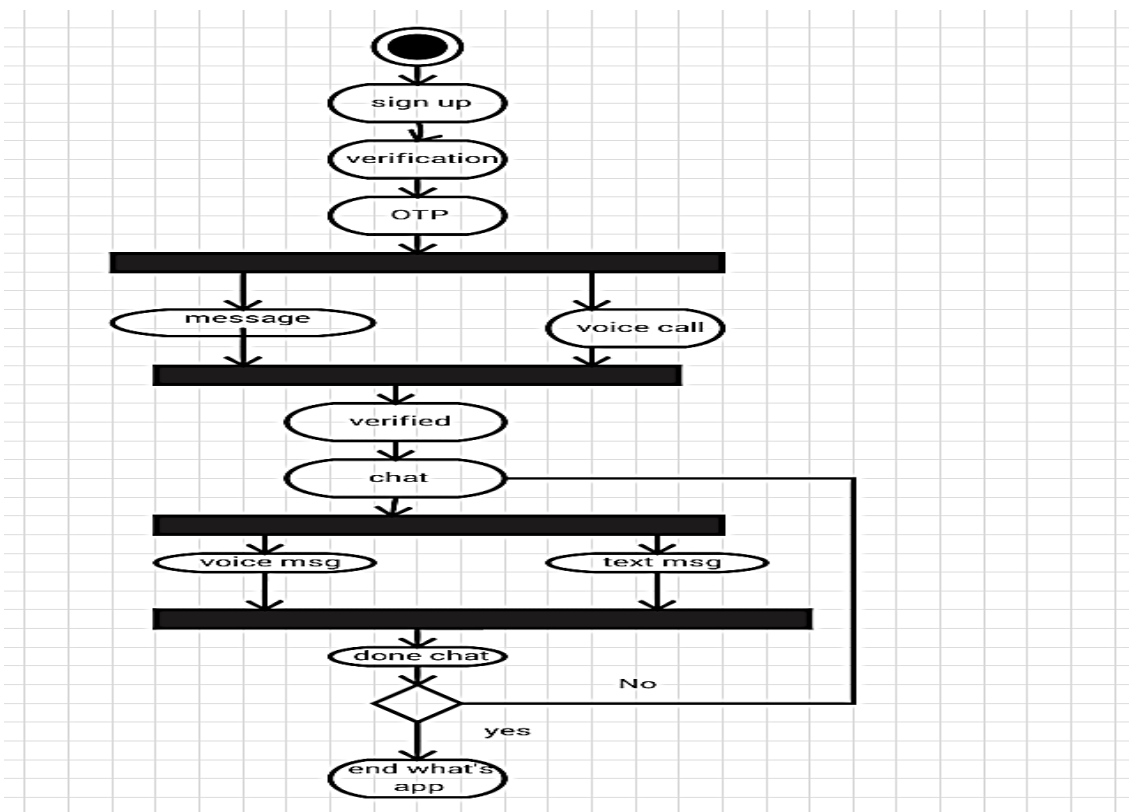 sign up
verification
OTP
message
voice call
verified
chat
voice msg
text msg
done chat
No
yes
end what's
app